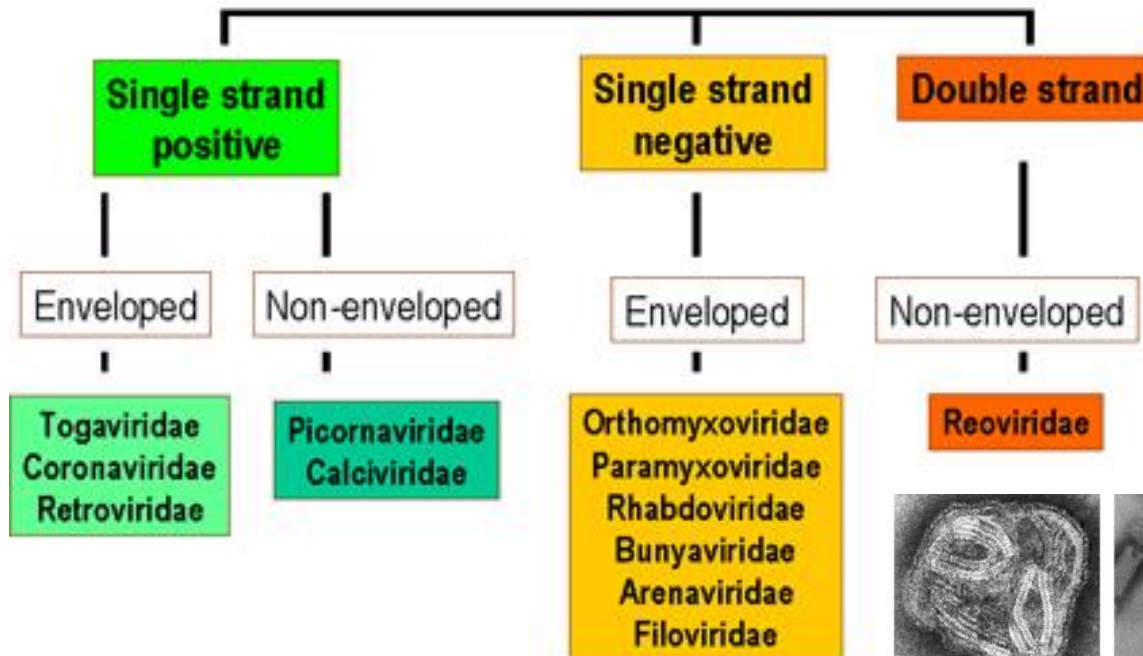 Single strand
positive
Single strand
negative
Double strand
Enveloped
Non-enveloped
Enveloped
Non-enveloped
Togaviridae
Coronaviridae
Retroviridae
Picornaviridae
Calciviridae
Orthomyxoviridae
Paramyxoviridae
Rhabdoviridae
Bunyaviridae
Arenaviridae
Filoviridae
Reoviridae